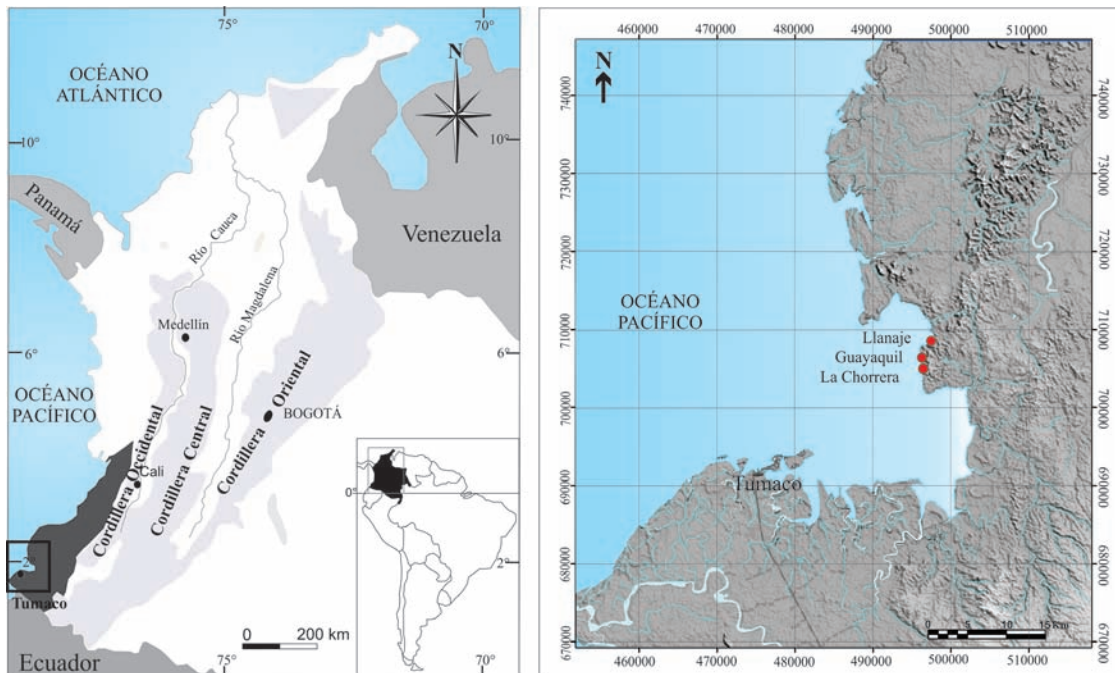 75°
70°
OCÉANO
ATLÁNTICO
N
10°
10°
Panamá
Río Cauca
Venezuela
Río Magdalena
Medellín
6°
6°
OCÉANO
PACÍFICO
Cordillera Occidental
Cordillera Central
Cordillera Oriental
BOGOTÁ
Cali
0°
2°
2°
Tumaco
0 200 km
Ecuador
75°
70°
460000 470000 480000 490000 500000 510000
N
740000
740000
730000
730000
720000
720000
OCÉANO
PACÍFICO
710000
710000
Llanaje
Guayaquil
La Chorrera
700000
700000
Tumaco
690000
690000
680000
680000
0 5 10 15 Km
460000 470000 480000 490000 500000 510000